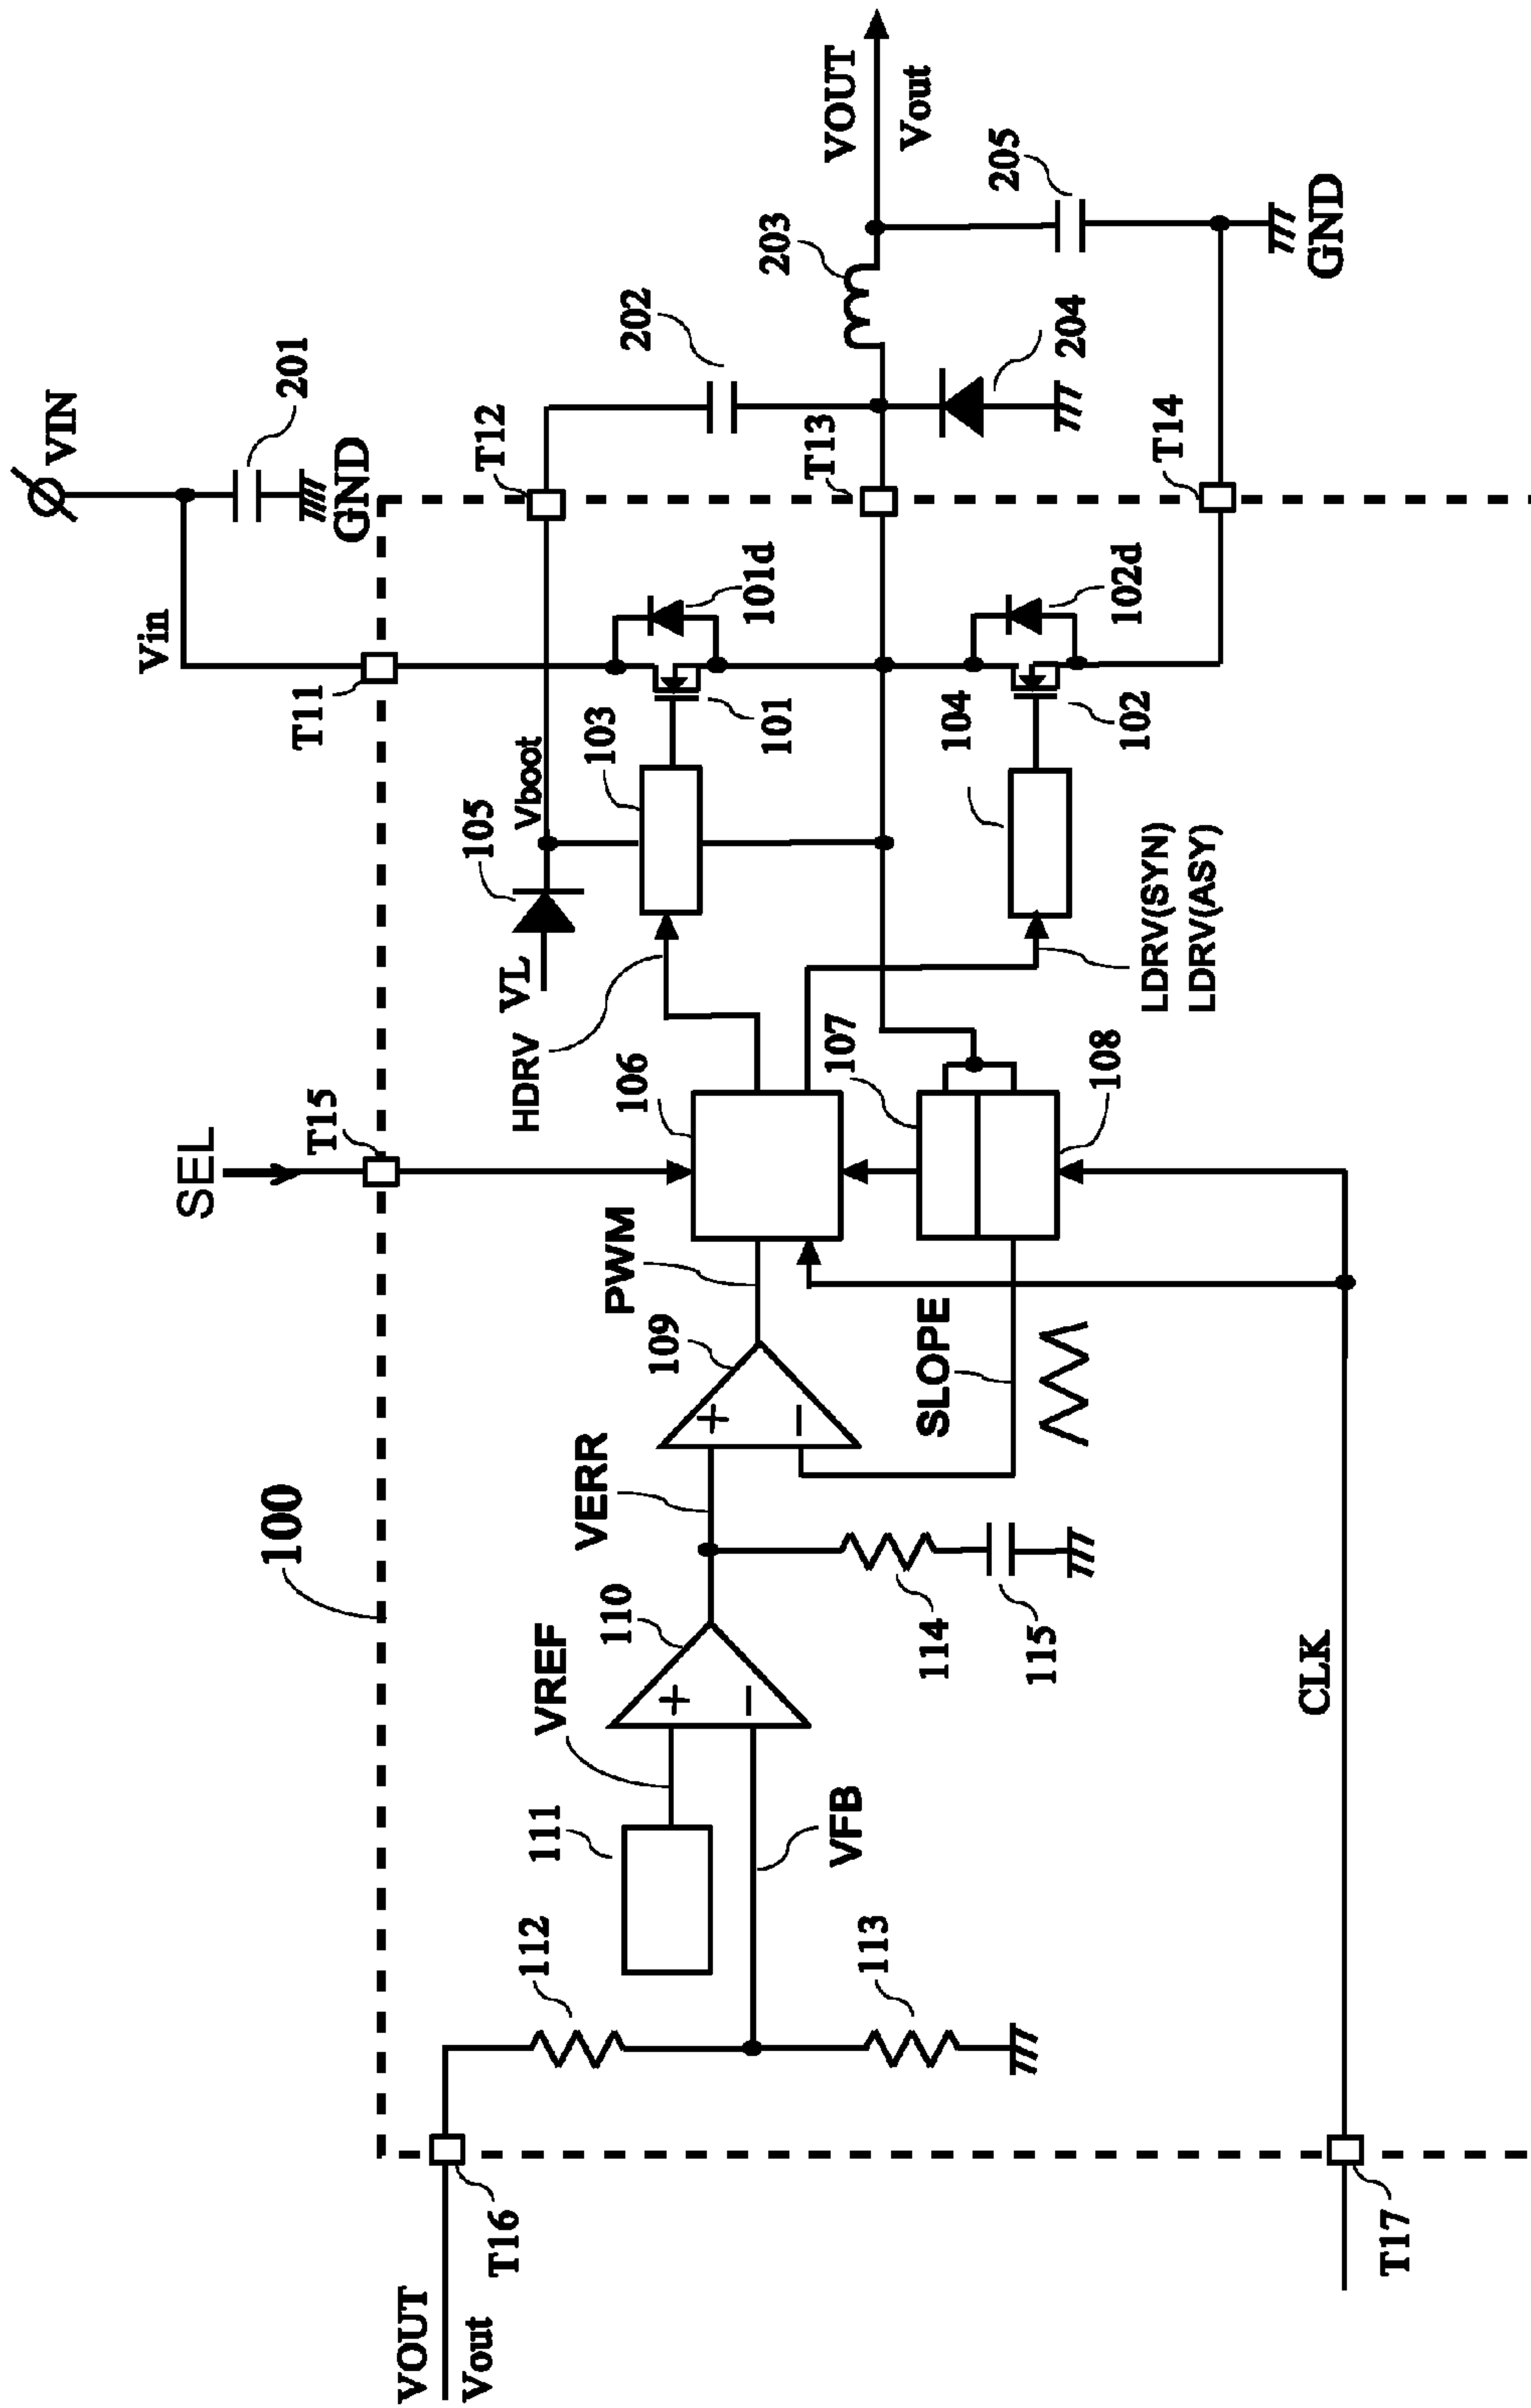 VIN
201
GND
Vin
T11
SEL
T15
100
VOUT
Vout
T16
112
111
VREF
110
VERR
109
PWM
106
HDRV
VL
105
Vboot
103
101
101d
T12
202
203
VOUT
Vout
T13
204
205
GND
T14
102d
102
104
LDRV(SYN)
LDRV(ASY)
107
108
SLOPE
+
−
+
−
114
115
VFB
113
CLK
T17